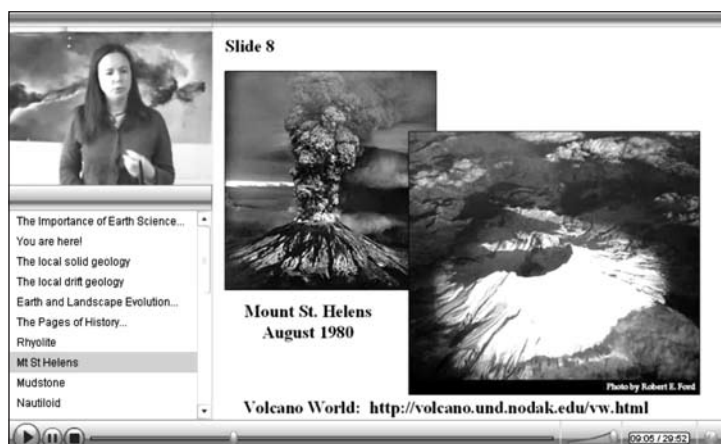 Slide 8
The Importance of Earth Science...
You are here!
The local solid geology
The local drift geology
Earth and Landscape Evolution...
The Pages of History...
Rhyolite
Mt St Helens
Mudstone
Nautiloid
Mount St. Helens
August 1980
Photo by Robert E. Ford
Volcano World: http://volcano.und.nodak.edu/vw.html
09:05 / 29:52